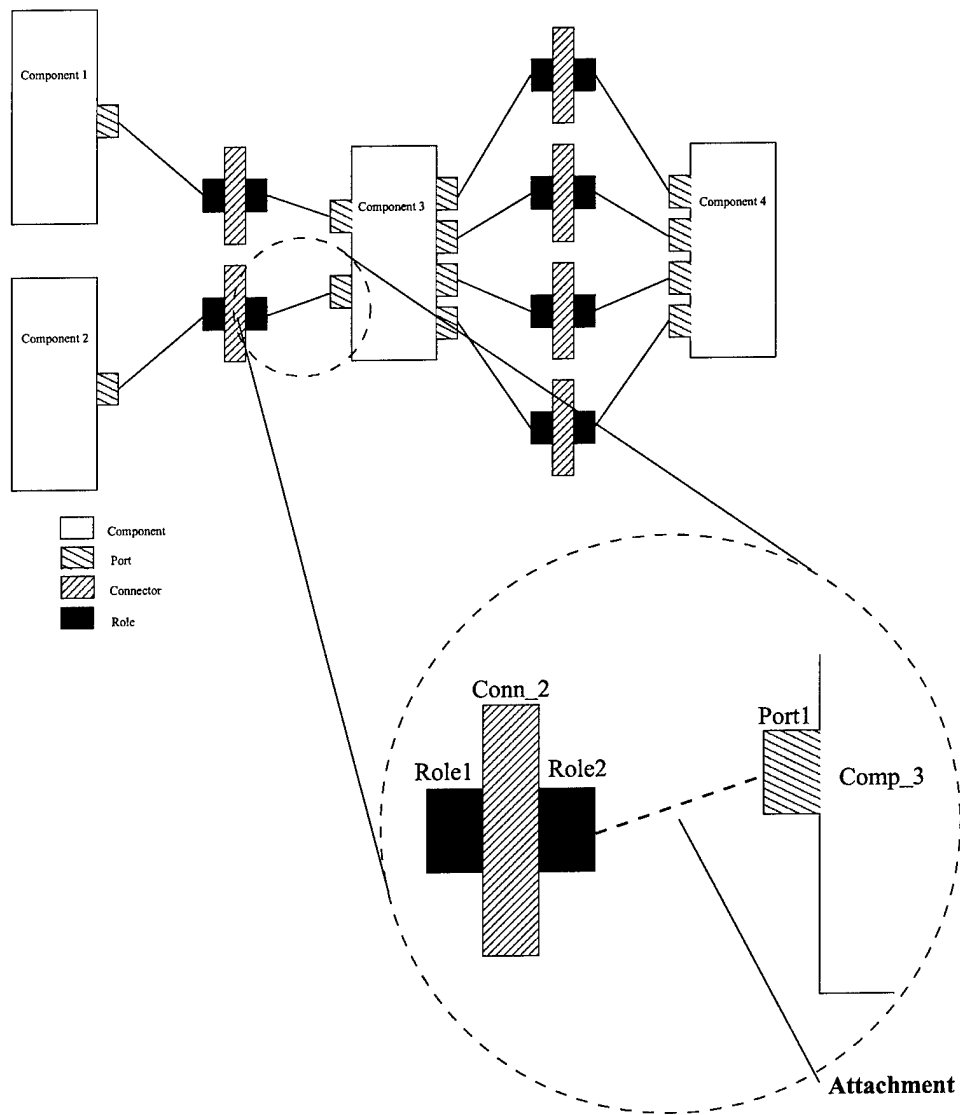 Component 1
Component 3
Component 4
Component 2
Component
Port
Connector
Role
Conn_2
Port1
Role1
Role2
Comp_3
Attachment